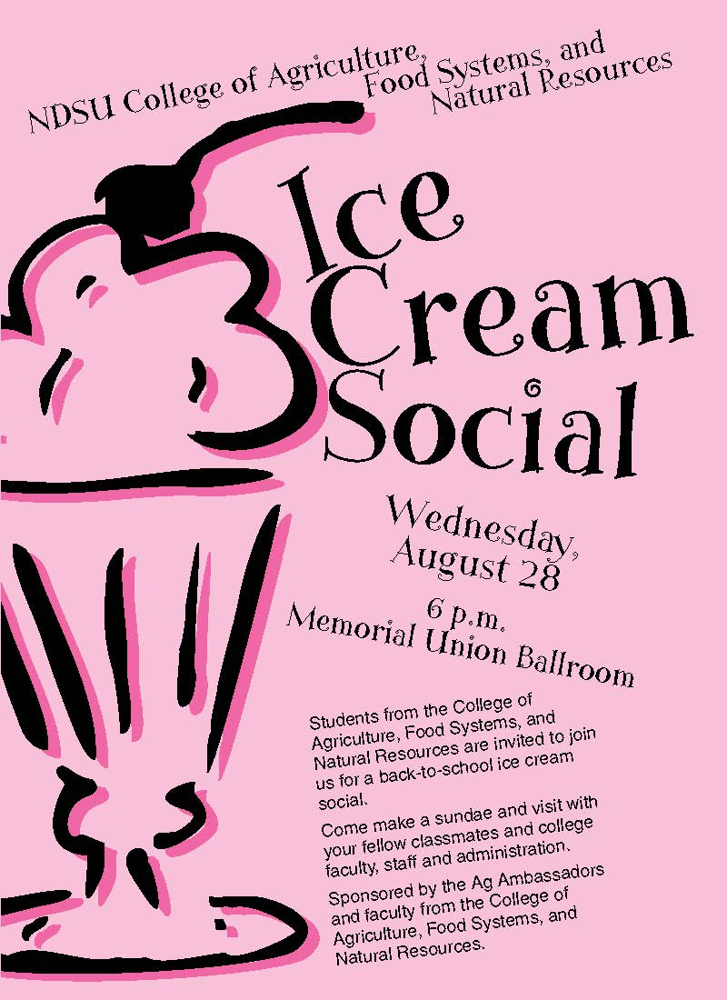 NDSU College of Agriculture,
Food Systems, and
Natural Resources
Ice
Cream
Social
Wednesday,
August 28
6 p.m.
Memorial Union Ballroom
Students from the College of
Agriculture, Food Systems, and
Natural Resources are invited to join
us for a back-to-school ice cream
social.
Come make a sundae and visit with
your fellow classmates and college
faculty, staff and administration.
Sponsored by the Ag Ambassadors
and faculty from the College of
Agriculture, Food Systems, and
Natural Resources.